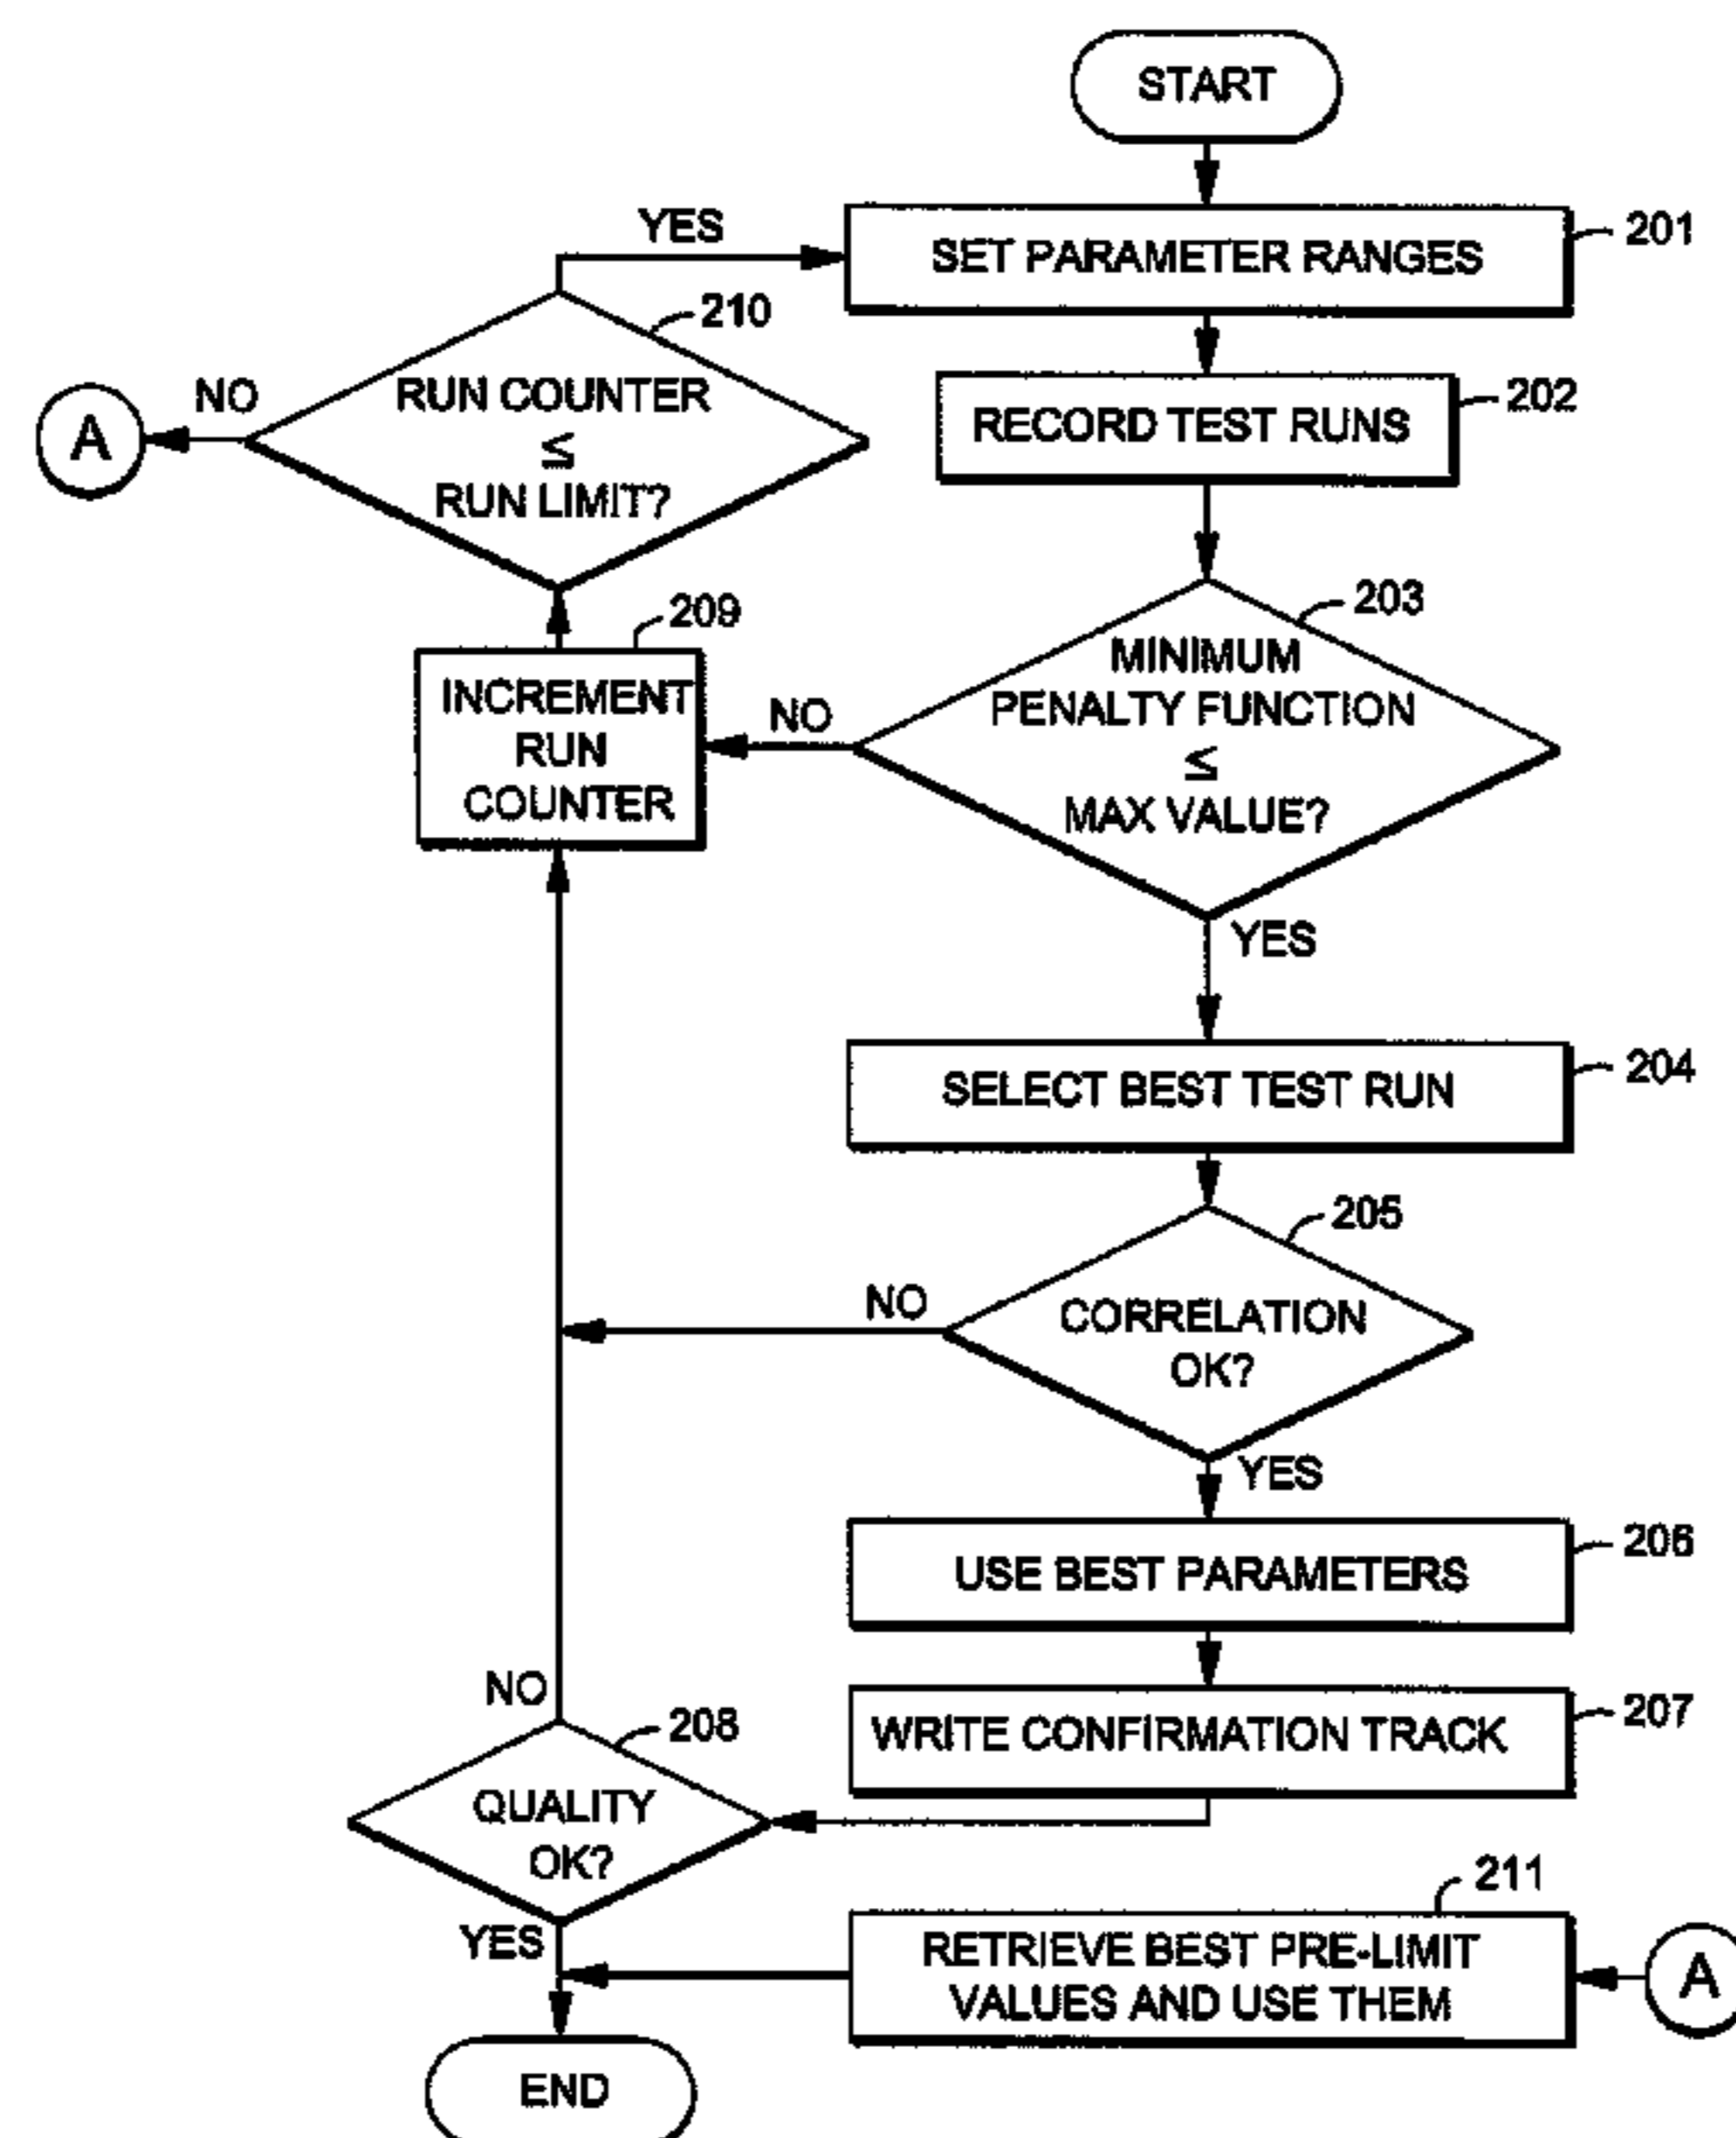 START
YES
SET PARAMETER RANGES
201
210
RUN COUNTER
≤
RUN LIMIT?
NO
A
RECORD TEST RUNS
202
203
MINIMUM
PENALTY FUNCTION
≤
MAX VALUE?
NO
209
INCREMENT
RUN
COUNTER
YES
SELECT BEST TEST RUN
204
205
CORRELATION
OK?
NO
YES
USE BEST PARAMETERS
206
WRITE CONFIRMATION TRACK
207
NO
208
QUALITY
OK?
YES
211
RETRIEVE BEST PRE-LIMIT
VALUES AND USE THEM
A
END